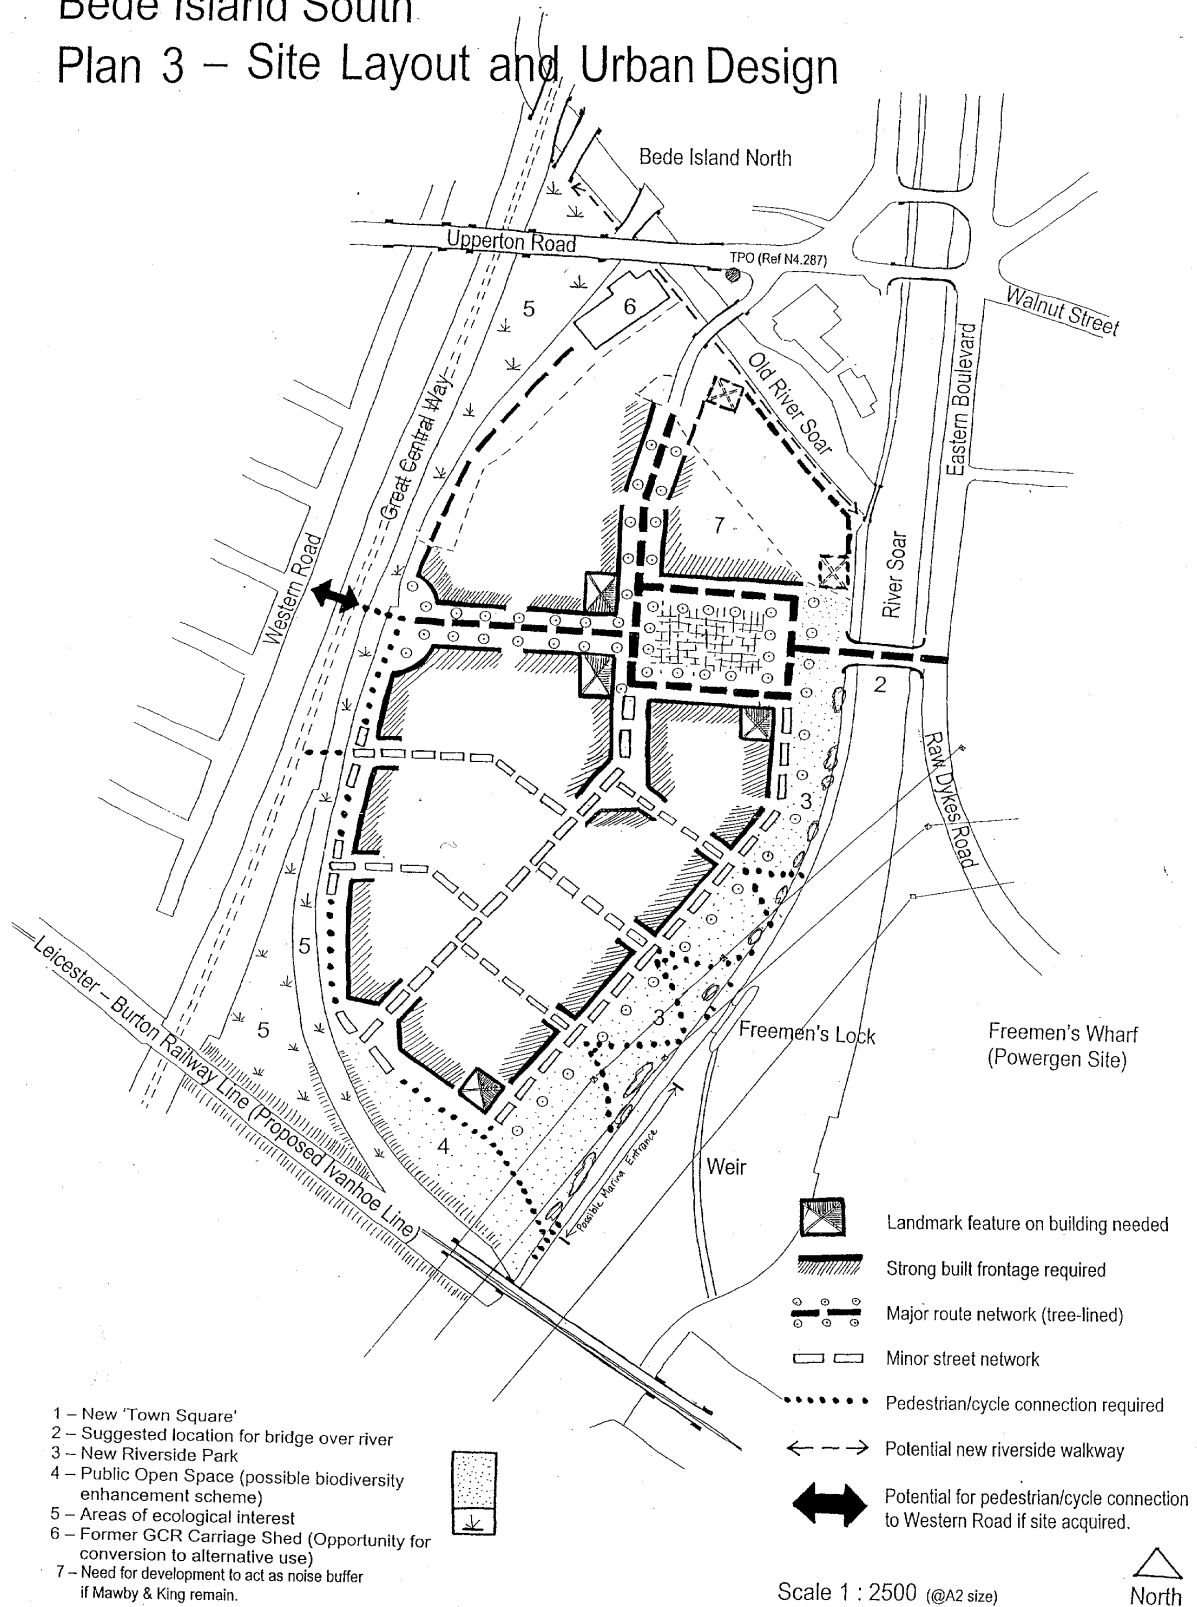 Bede Island South
Plan 3 – Site Layout and Urban Design
Bede Island North
Upperton Road
TPO (Ref N4.287)
Walnut Street
5
6
Old River Soar
Eastern Boulevard
Great Central Way
7
River Soar
Western Road
2
Raw Dykes Road
3
5
Leicester – Burton Railway Line (Proposed Ivanhoe Line)
5
3
Freemen's Lock
Freemen's Wharf
(Powergen Site)
4
Possible Marina Entrance
Weir
Landmark feature on building needed
Strong built frontage required
Major route network (tree-lined)
Minor street network
Pedestrian/cycle connection required
Potential new riverside walkway
Potential for pedestrian/cycle connection
to Western Road if site acquired.
1 – New 'Town Square'
2 – Suggested location for bridge over river
3 – New Riverside Park
4 – Public Open Space (possible biodiversity
enhancement scheme)
5 – Areas of ecological interest
6 – Former GCR Carriage Shed (Opportunity for
conversion to alternative use)
7 – Need for development to act as noise buffer
if Mawby & King remain.
Scale 1 : 2500 (@A2 size)
North